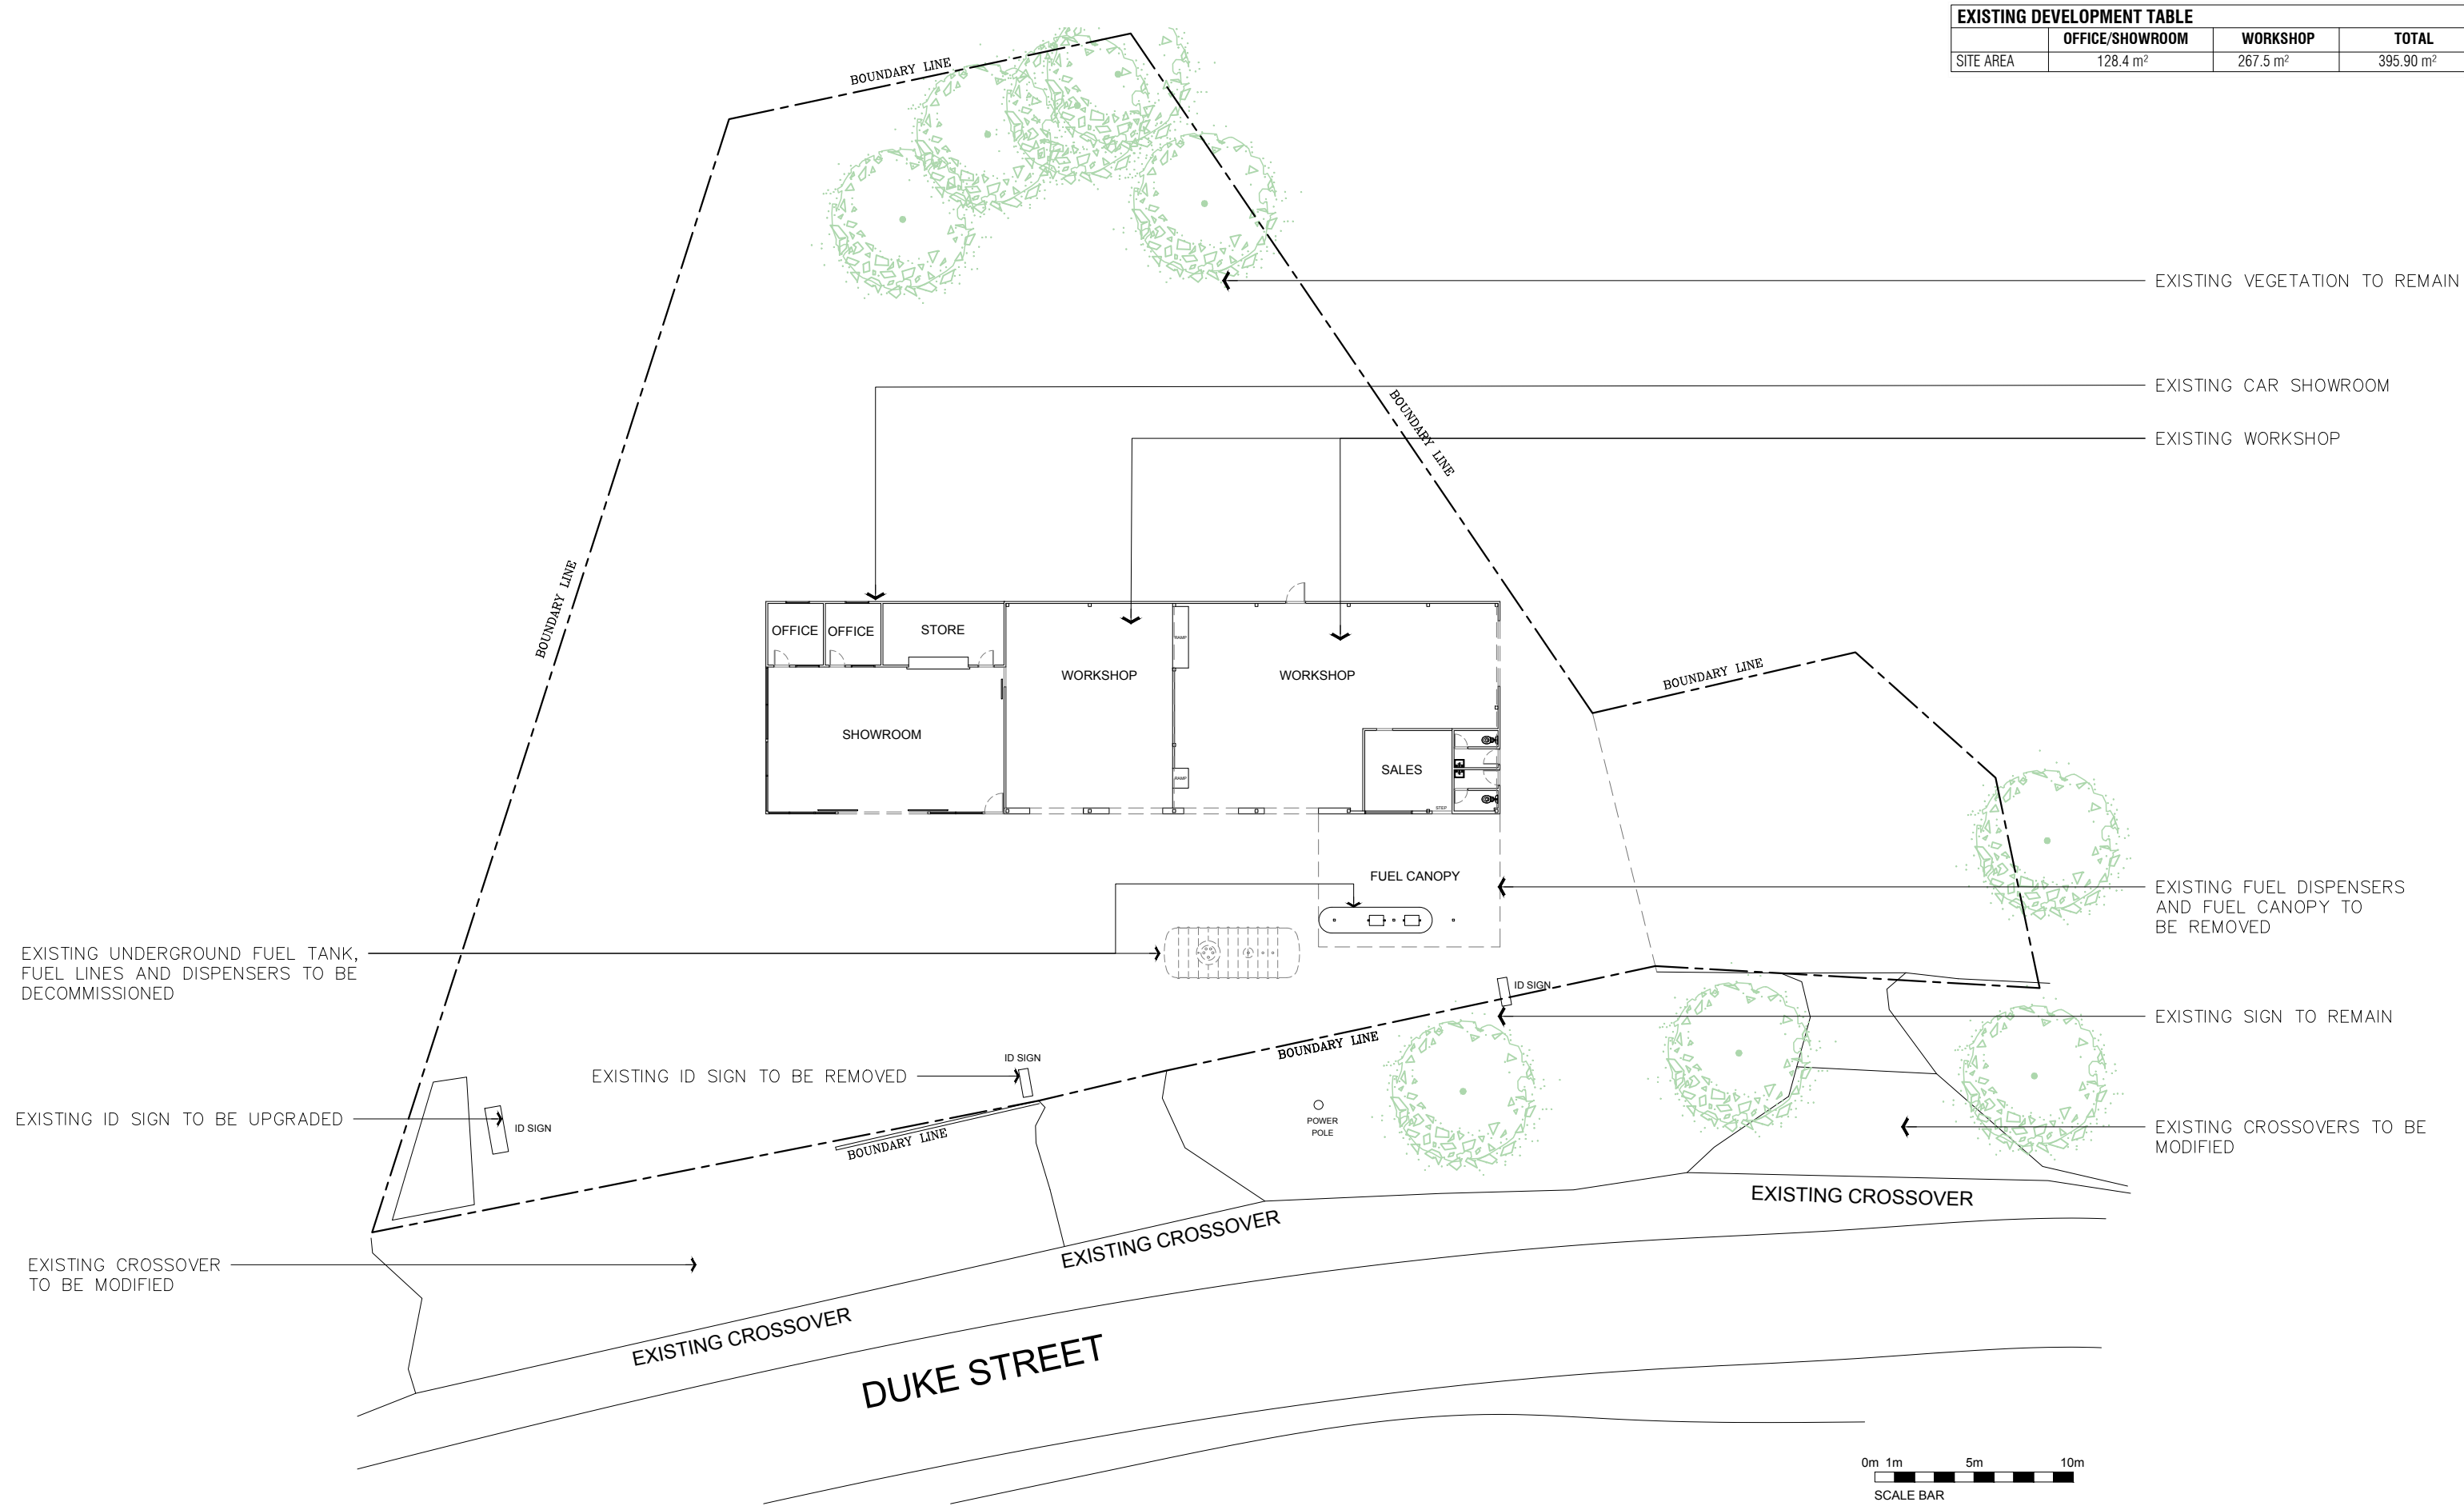 EXISTING DEVELOPMENT TABLE
OFFICE/SHOWROOM WORKSHOP TOTAL
SITE AREA 128.4 m² 267.5 m² 395.90 m²
BOUNDARY LINE
EXISTING VEGETATION TO REMAIN
EXISTING CAR SHOWROOM
BOUNDARY LINE
EXISTING WORKSHOP
BOUNDARY LINE
OFFICE
OFFICE
STORE
RAMP
WORKSHOP
WORKSHOP
BOUNDARY LINE
SHOWROOM
SALES
RAMP
STEP
FUEL CANOPY
EXISTING FUEL DISPENSERS
AND FUEL CANOPY TO
BE REMOVED
EXISTING UNDERGROUND FUEL TANK,
FUEL LINES AND DISPENSERS TO BE
DECOMMISSIONED
ID SIGN
EXISTING SIGN TO REMAIN
BOUNDARY LINE
ID SIGN
EXISTING ID SIGN TO BE REMOVED
EXISTING ID SIGN TO BE UPGRADED
ID SIGN
BOUNDARY LINE
POWER
POLE
EXISTING CROSSOVERS TO BE
MODIFIED
EXISTING CROSSOVER
EXISTING CROSSOVER
EXISTING CROSSOVER
TO BE MODIFIED
EXISTING CROSSOVER
DUKE STREET
0m 1m 5m 10m
SCALE BAR